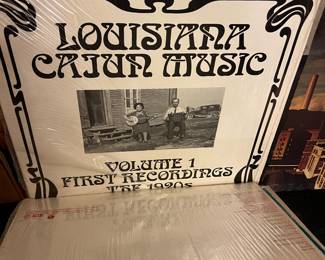 LOUISIANA
CAJUN MUSIC
VOLUME 1
FIRST RECORDINGS
THE 1920s